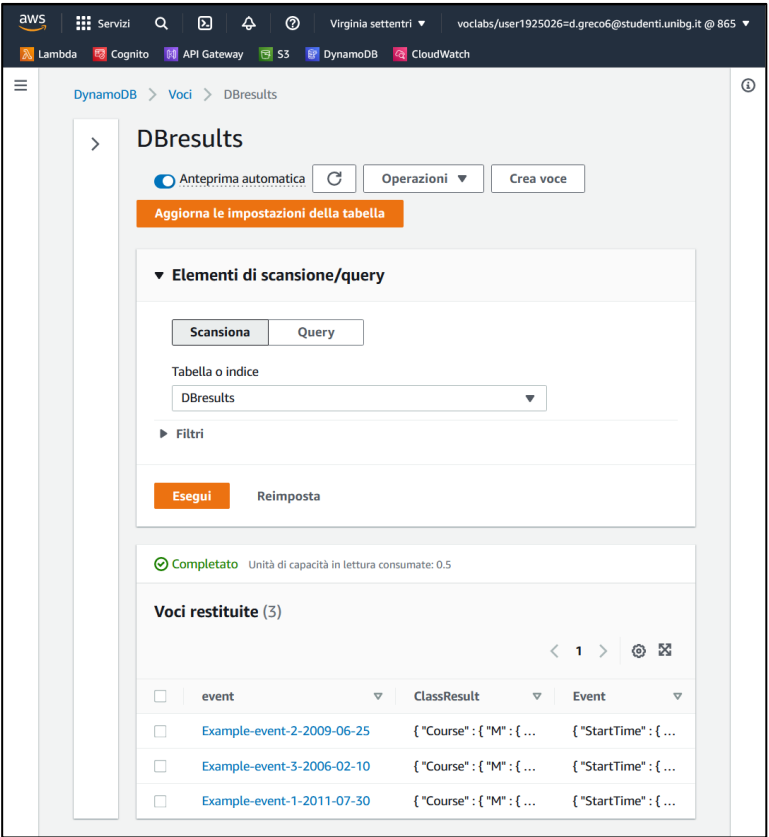 aws Servizi Virginia settentri ▼ voclabs/user1925026=d.greco6@studenti.unibg.it @ 865 ▼
Lambda Cognito API Gateway S3 DynamoDB CloudWatch
DynamoDB > Voci > DBresults
DBresults
Anteprima automatica Operazioni ▼ Crea voce
Aggiorna le impostazioni della tabella
▼ Elementi di scansione/query
Scansiona Query
Tabella o indice
DBresults
▶ Filtri
Esegui Reimposta
Completato Unità di capacità in lettura consumate: 0.5
Voci restituite (3)
< 1 >
event ClassResult Event
Example-event-2-2009-06-25 { "Course" : { "M" : { ... { "StartTime" : { ...
Example-event-3-2006-02-10 { "Course" : { "M" : { ... { "StartTime" : { ...
Example-event-1-2011-07-30 { "Course" : { "M" : { ... { "StartTime" : { ...